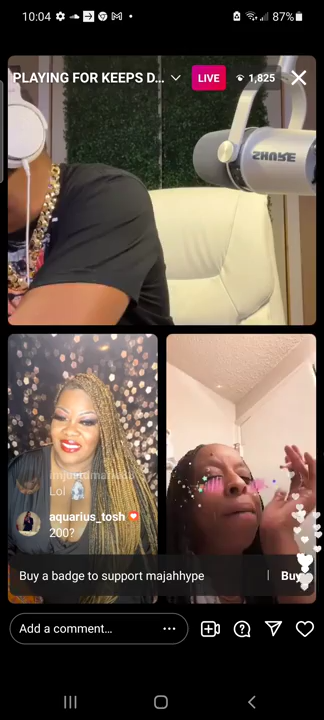 10:04
87%
PLAYING FOR KEEPS D...
LIVE
1,825
SHURE
Lol
aquarius_tosh
200?
Buy a badge to support majahhype
Buy
Add a comment...